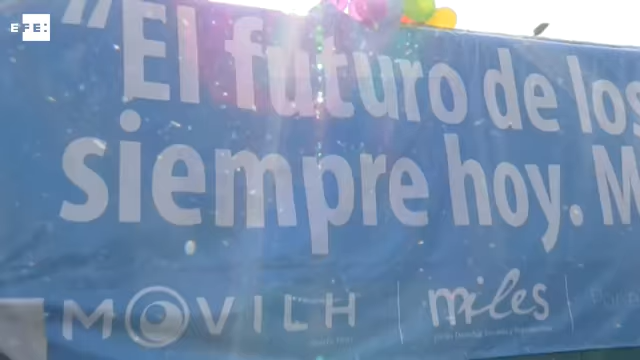 EFE:
"El futuro de los
siempre hoy. M
MOVILH
miles